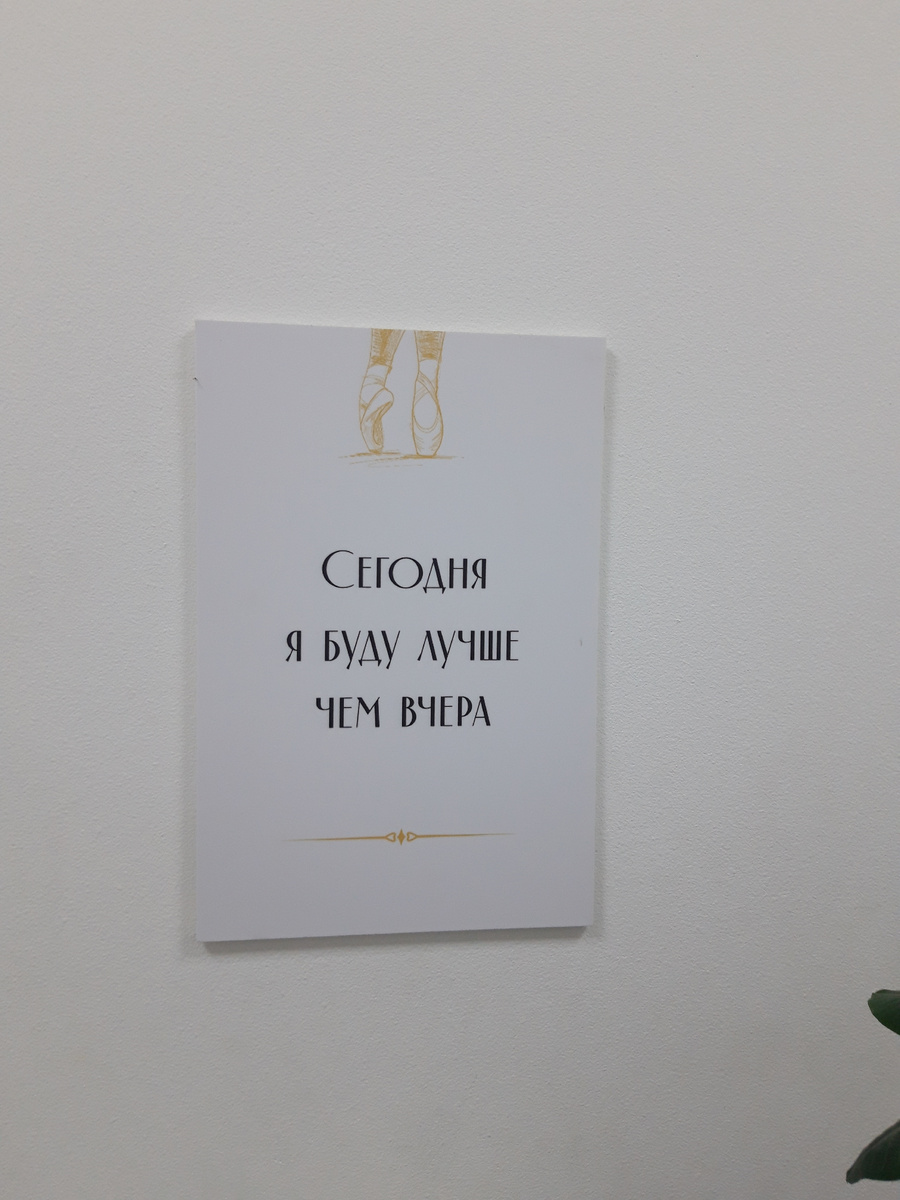 Сегодня
я буду лучше
чем вчера